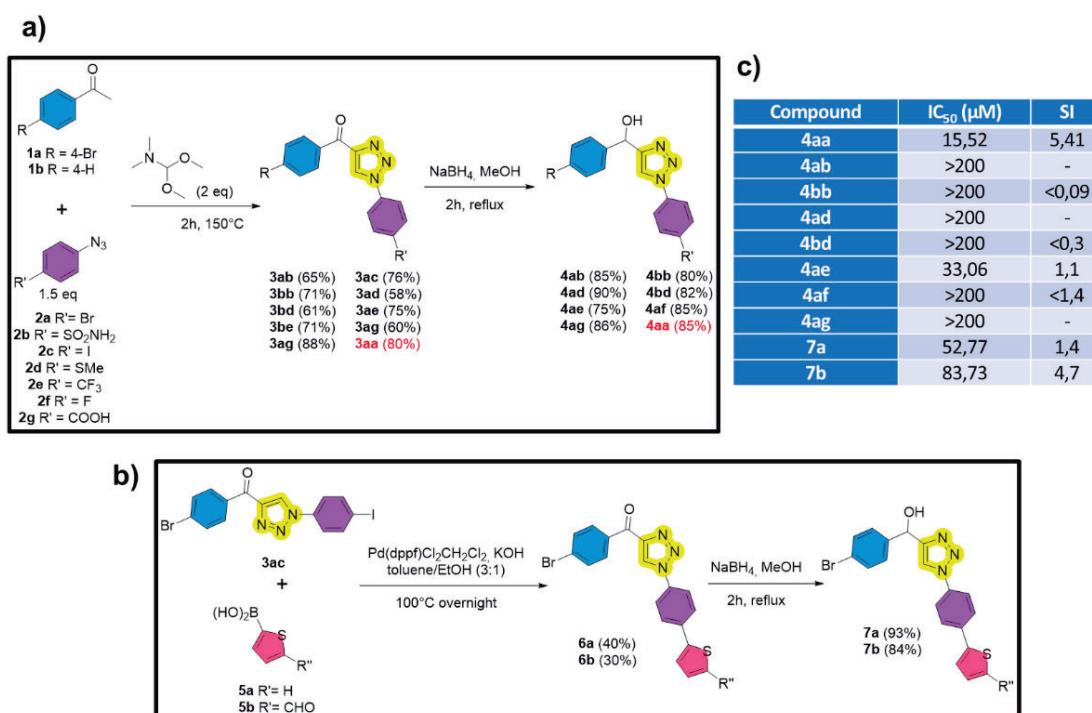 a)
O
R
1a R = 4-Br
1b R = 4-H
+
N₃
R'
1.5 eq
2a R'= Br
2b R' = SO₂NH₂
2c R' = I
2d R' = SMe
2e R' = CF₃
2f R' = F
2g R' = COOH
N O
O (2 eq)
2h, 150°C
O
R N N N
R'
3ab (65%) 3ac (76%)
3bb (71%) 3ad (58%)
3bd (61%) 3ae (75%)
3be (71%) 3ag (60%)
3ag (88%) 3aa (80%)
NaBH₄, MeOH
2h, reflux
OH
R N N N
R'
4ab (85%) 4bb (80%)
4ad (90%) 4bd (82%)
4ae (75%) 4af (85%)
4ag (86%) 4aa (85%)
c)
Compound IC₅₀ (μM) SI
4aa 15,52 5,41
4ab >200 -
4bb >200 <0,09
4ad >200 -
4bd >200 <0,3
4ae 33,06 1,1
4af >200 <1,4
4ag >200 -
7a 52,77 1,4
7b 83,73 4,7
b)
O
Br N N N I
3ac
+
(HO)₂B
S
R"
5a R'= H
5b R'= CHO
Pd(dppf)Cl₂CH₂Cl₂, KOH
toluene/EtOH (3:1)
100°C overnight
O
Br N N N
S
R"
6a (40%)
6b (30%)
NaBH₄, MeOH
2h, reflux
OH
Br N N N
S
R"
7a (93%)
7b (84%)